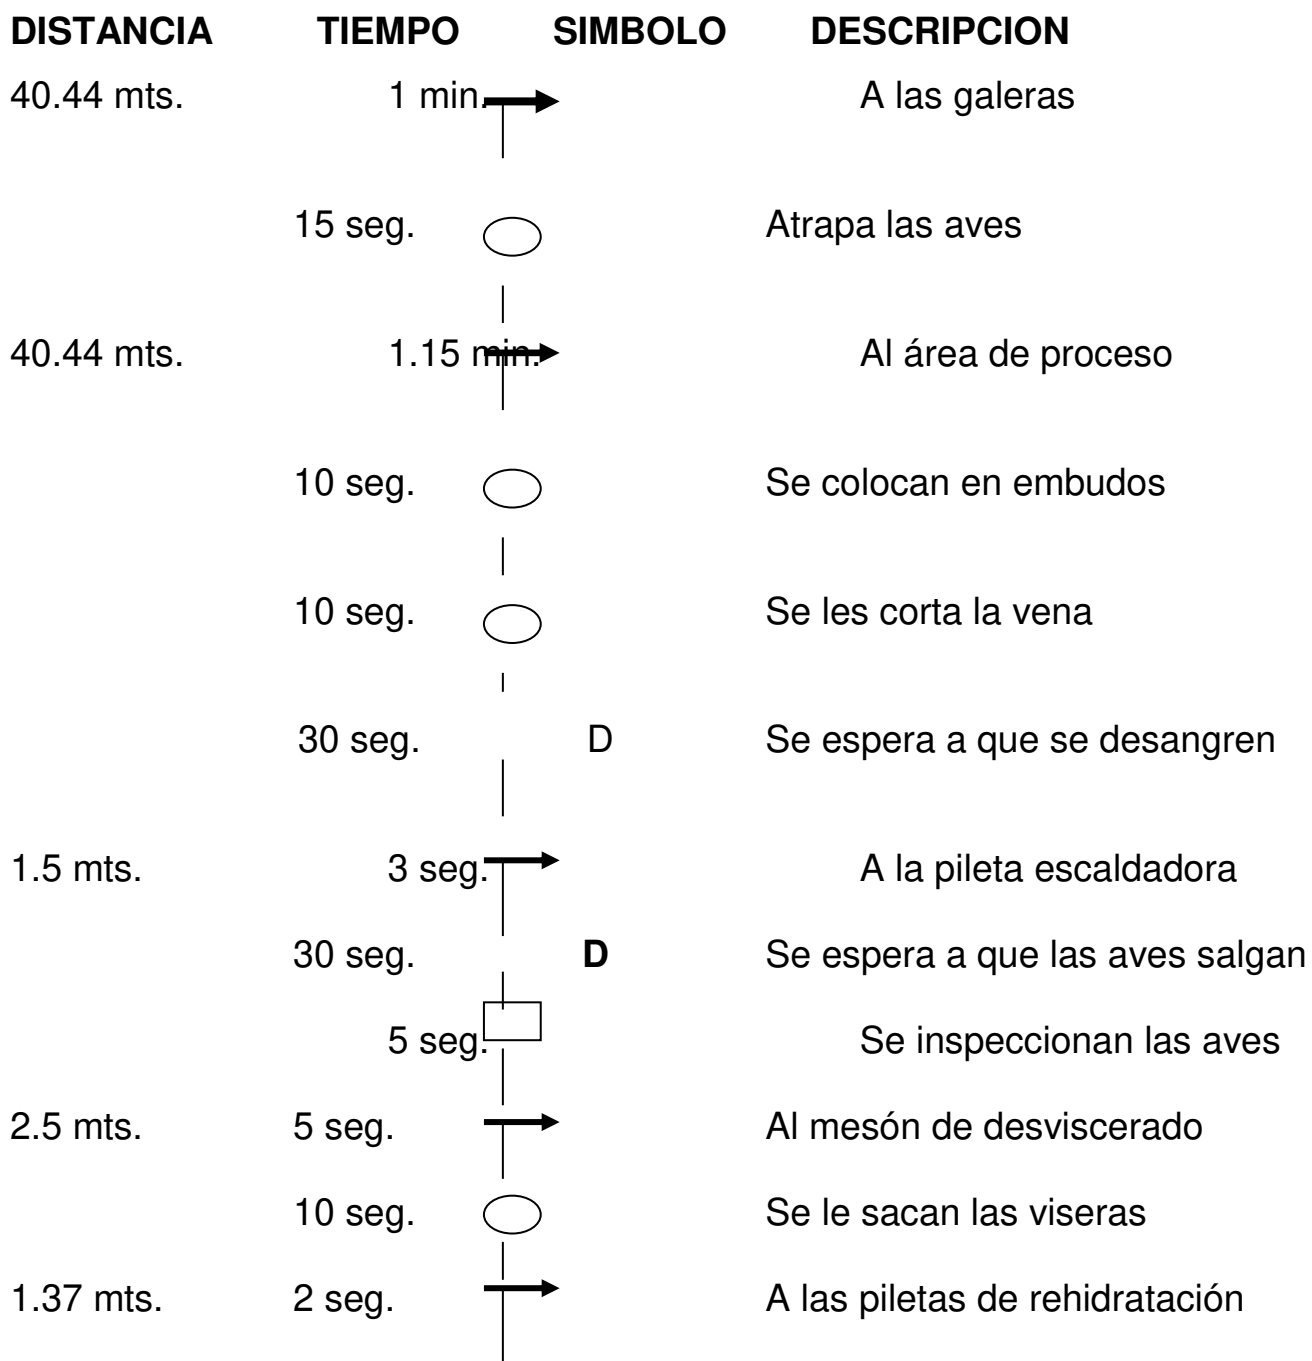 DISTANCIA TIEMPO SIMBOLO DESCRIPCION
40.44 mts. 1 min. A las galeras
15 seg. Atrapa las aves
40.44 mts. 1.15 min. Al área de proceso
10 seg. Se colocan en embudos
10 seg. Se les corta la vena
30 seg. D Se espera a que se desangren
1.5 mts. 3 seg. A la pileta escaldadora
30 seg. D Se espera a que las aves salgan
5 seg. Se inspeccionan las aves
2.5 mts. 5 seg. Al mesón de desviscerado
10 seg. Se le sacan las viseras
1.37 mts. 2 seg. A las piletas de rehidratación